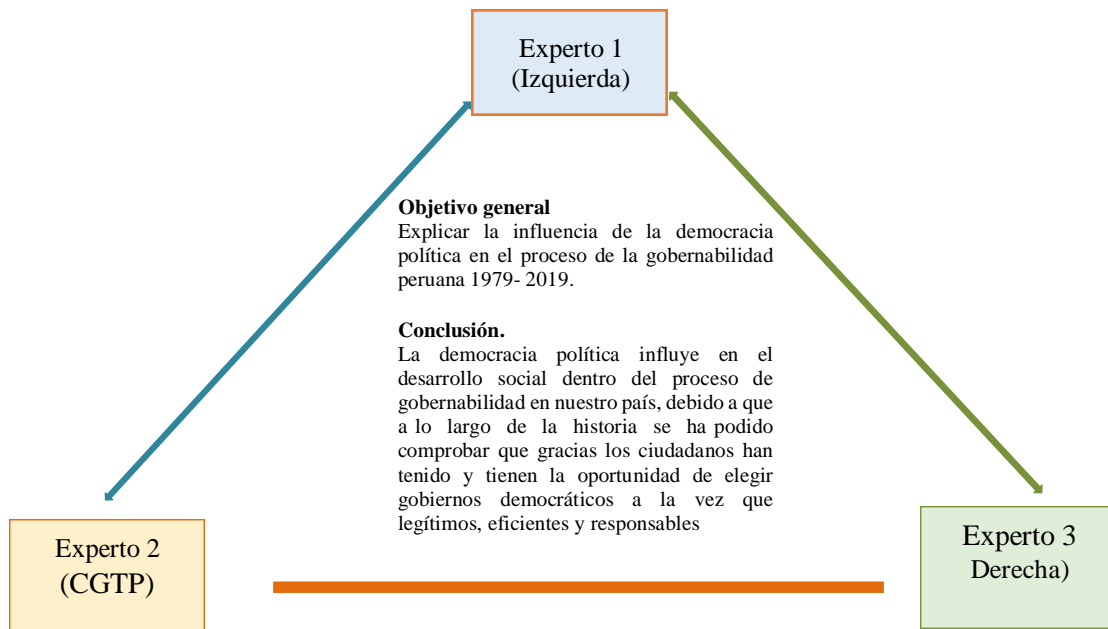 Experto 1
(Izquierda)
Objetivo general
Explicar la influencia de la democracia
política en el proceso de la gobernabilidad
peruana 1979- 2019.
Conclusión.
La democracia política influye en el
desarrollo social dentro del proceso de
gobernabilidad en nuestro país, debido a que
a lo largo de la historia se ha podido
comprobar que gracias los ciudadanos han
tenido y tienen la oportunidad de elegir
gobiernos democráticos a la vez que
legítimos, eficientes y responsables
Experto 2
(CGTP)
Experto 3
Derecha)